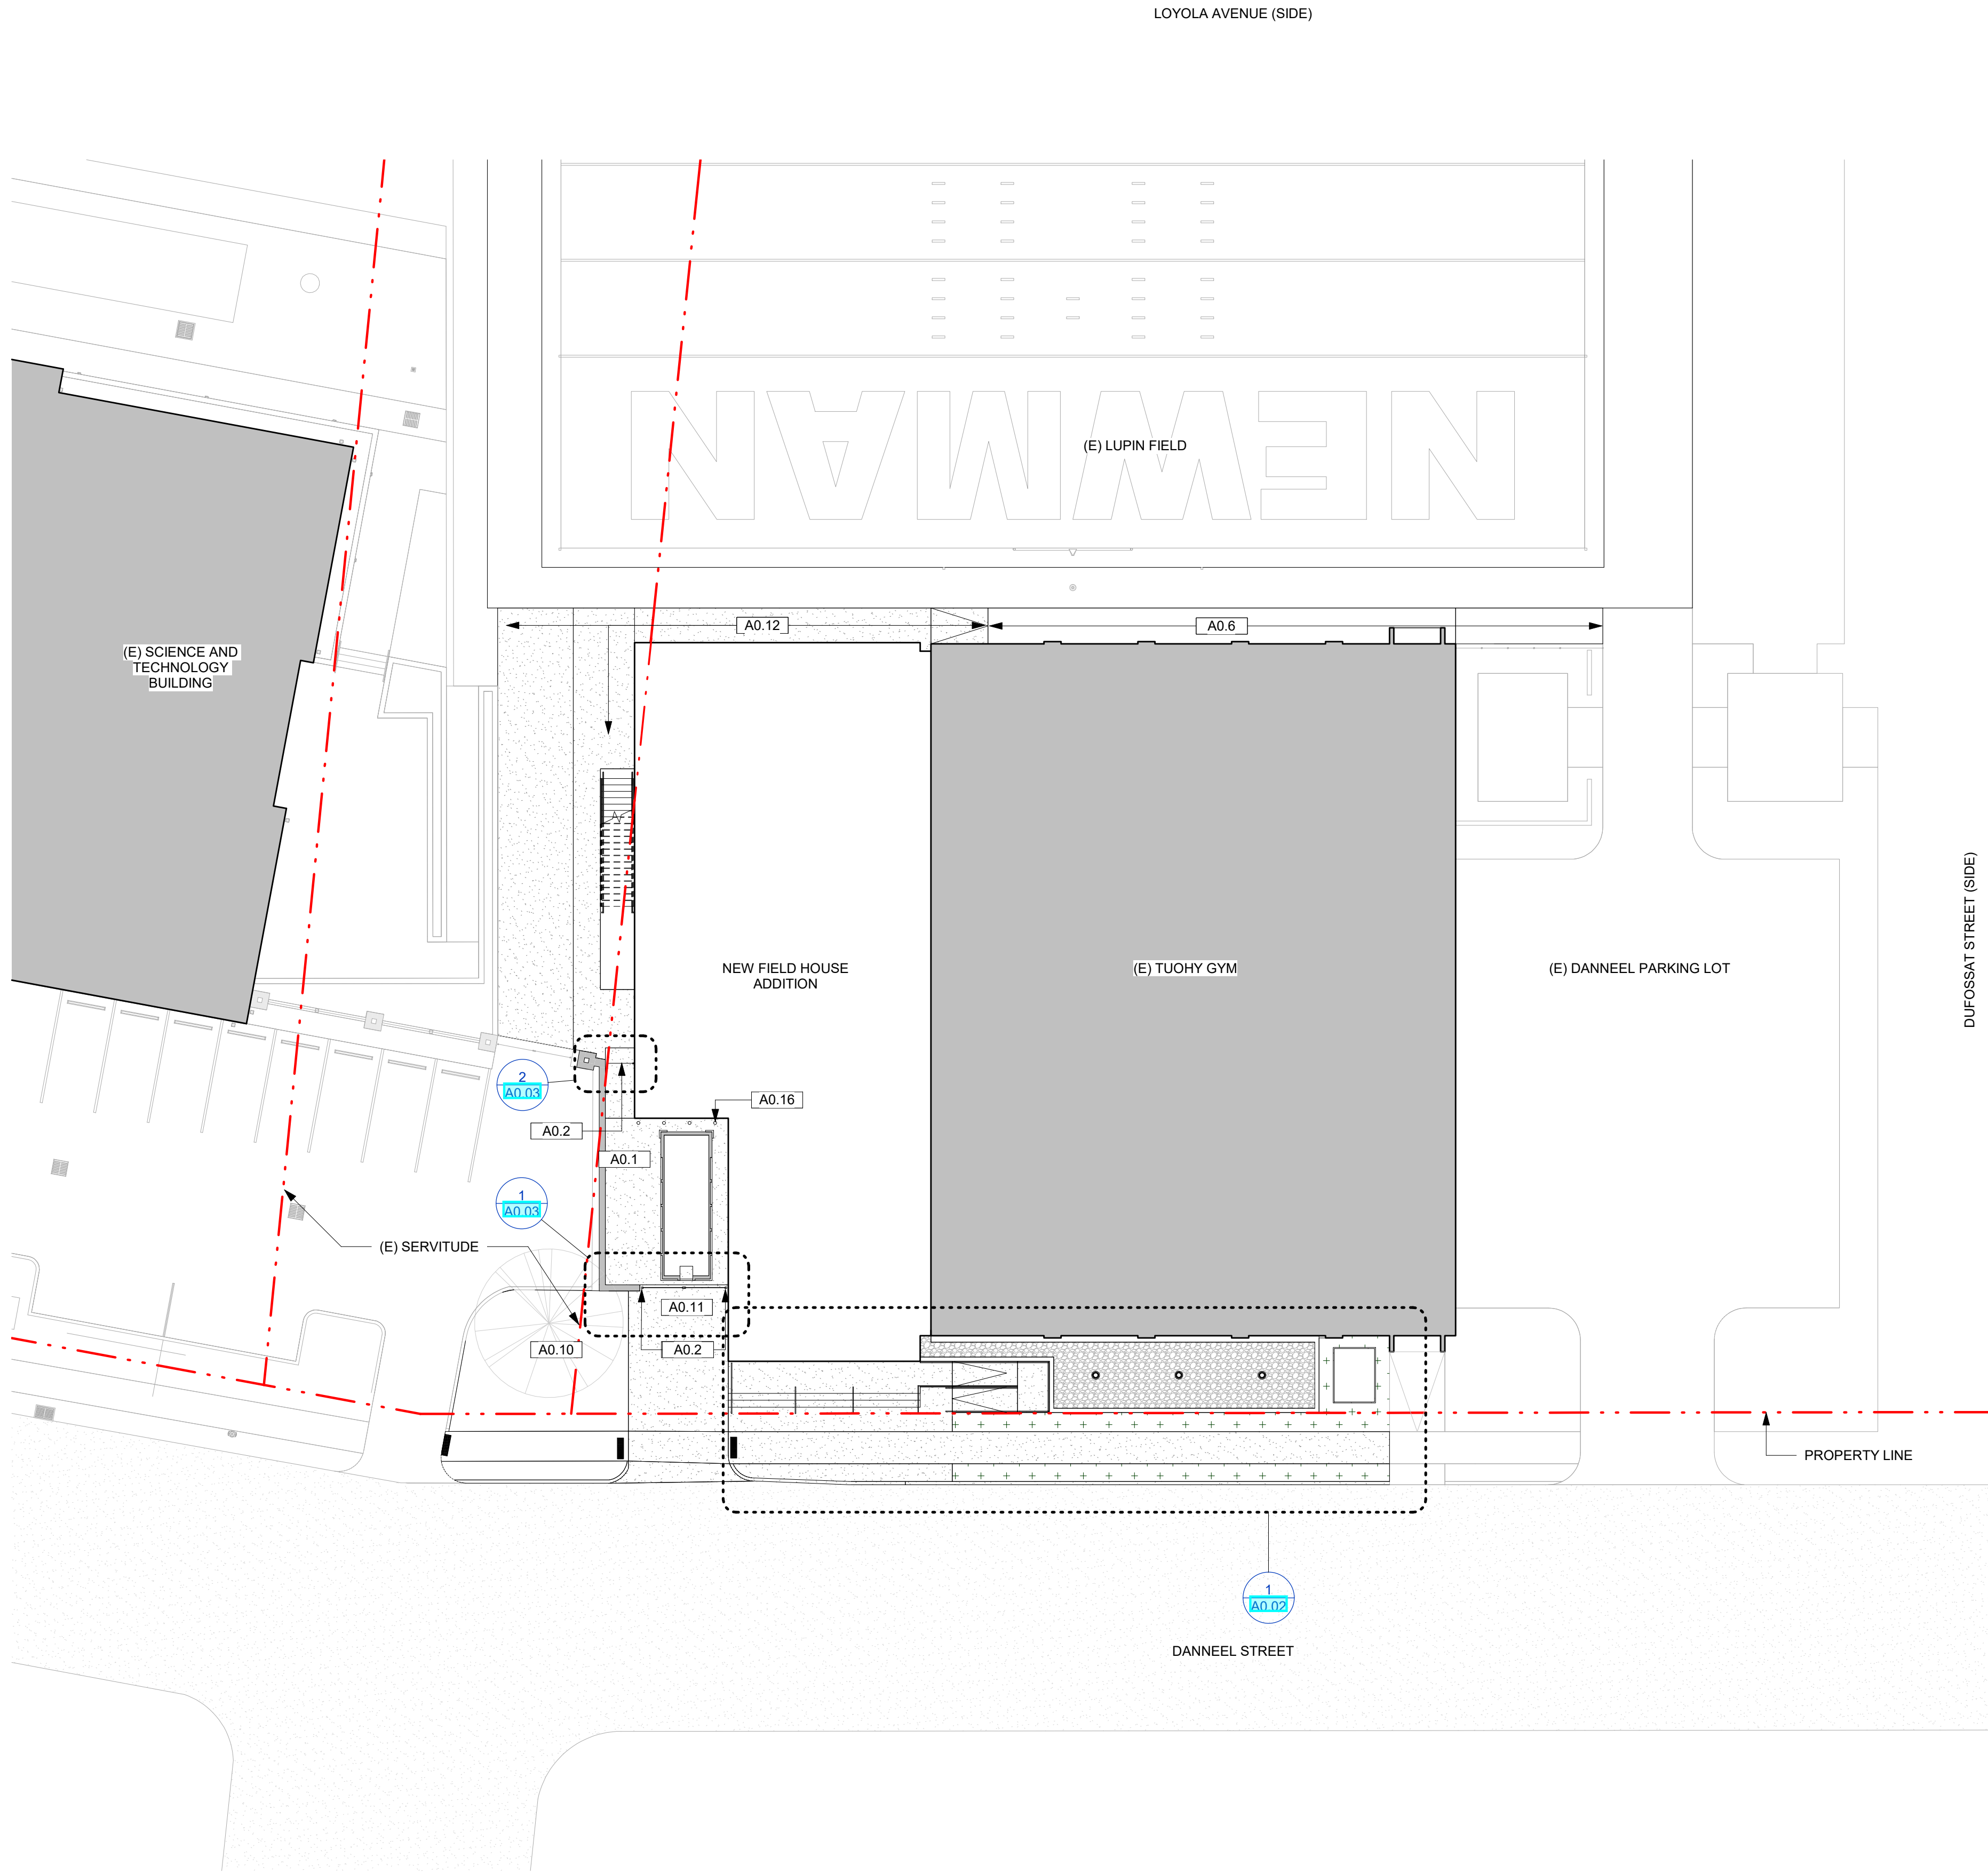 LOYOLA AVENUE (SIDE)
NEWMAN
(E) LUPIN FIELD
A0.12
A0.6
(E) SCIENCE AND
TECHNOLOGY
BUILDING
NEW FIELD HOUSE
ADDITION
(E) TUOHY GYM
(E) DANNEEL PARKING LOT
DUFOSSAT STREET (SIDE)
2
A0.03
A0.16
A0.2
A0.1
1
A0.03
(E) SERVITUDE
A0.11
A0.10
A0.2
PROPERTY LINE
1
A0.02
DANNEEL STREET